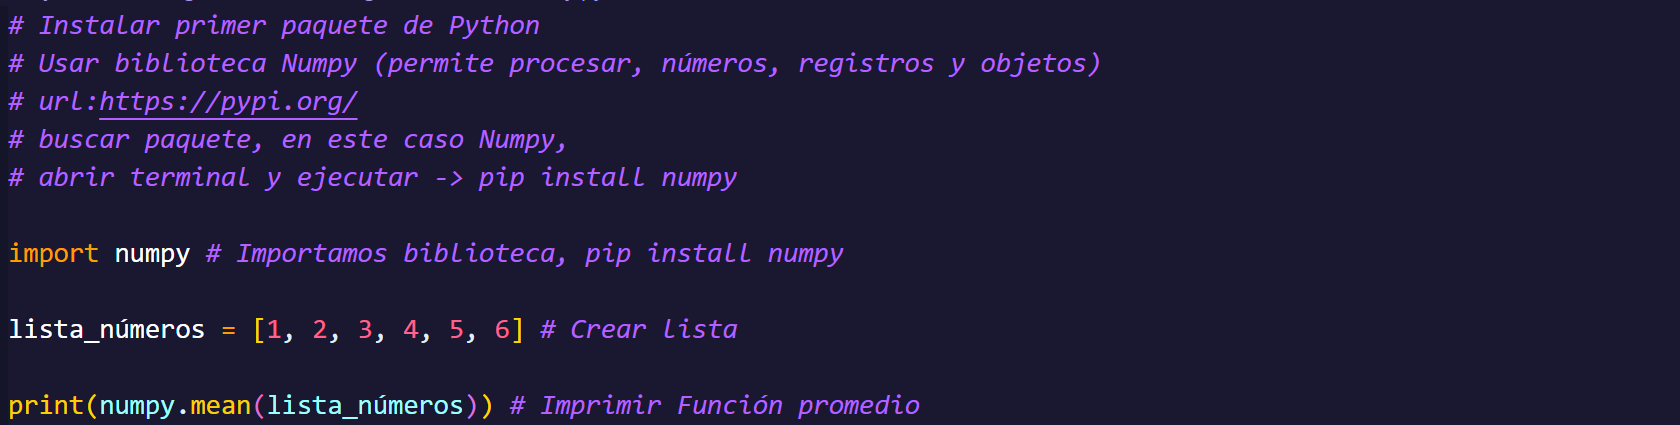 # Instalar primer paquete de Python
# Usar biblioteca Numpy (permite procesar, números, registros y objetos)
# url:https://pypi.org/
# buscar paquete, en este caso Numpy,
# abrir terminal y ejecutar -> pip install numpy
import numpy # Importamos biblioteca, pip install numpy
lista_números = [1, 2, 3, 4, 5, 6] # Crear lista
print(numpy.mean(lista_números)) # Imprimir Función promedio